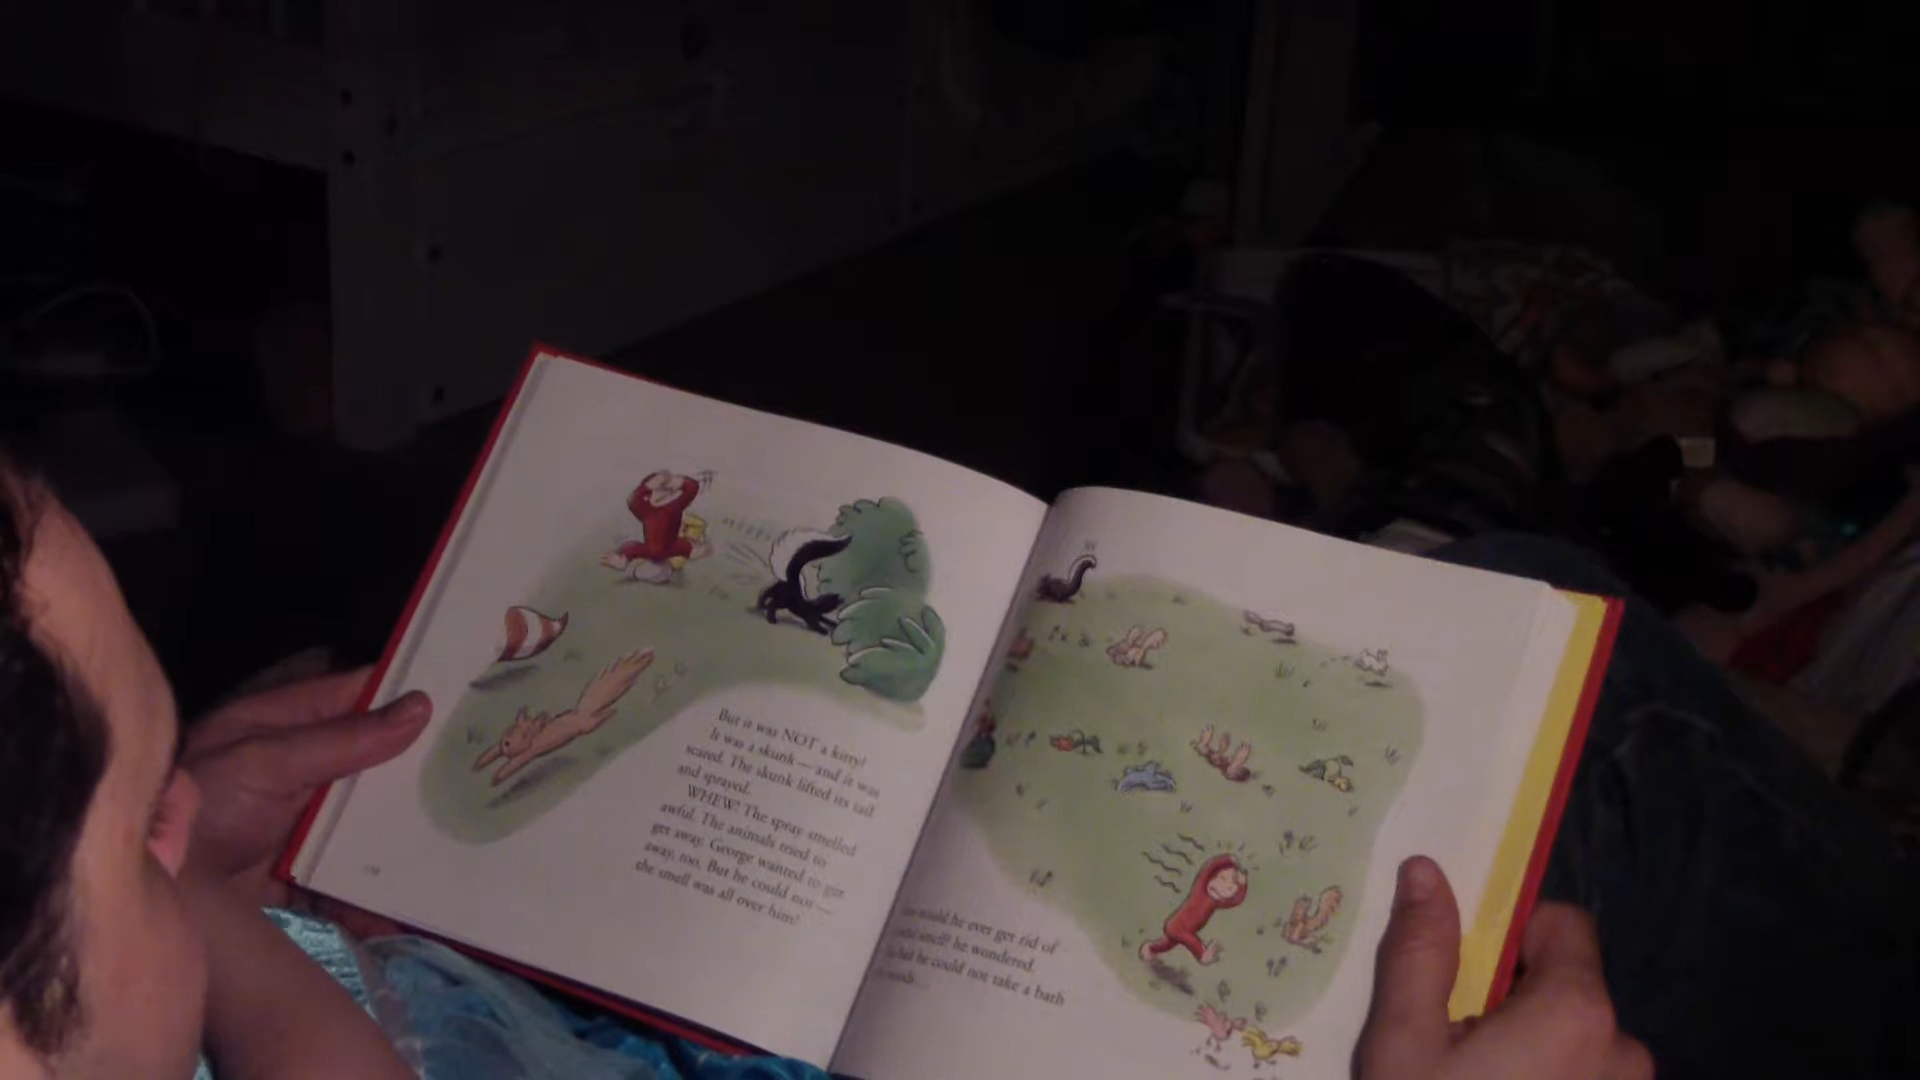 But it was NOT a kitty!
It was a skunk — and it was
scared. The skunk lifted its tail
and sprayed.
WHEW! The spray smelled
awful. The animals tried to
get away. George wanted to get
away, too. But he could not —
the smell was all over him!
could he ever get rid of
smell? he wondered.
he could not take a bath